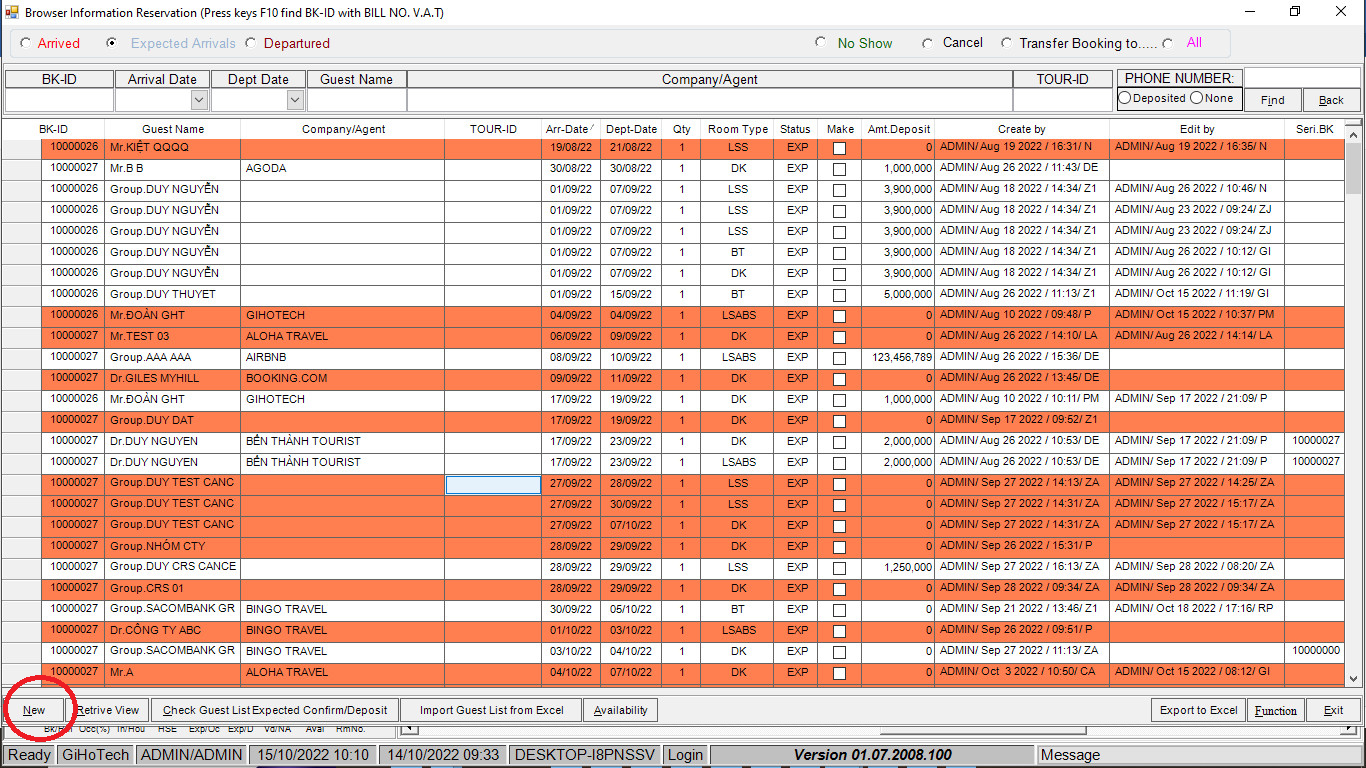 Browser Information Reservation (Press keys F10 find BK-ID with BILL NO. V.A.T)
Arrived Expected Arrivals Departured No Show Cancel Transfer Booking to..... All
BK-ID Arrival Date Dept Date Guest Name Company/Agent TOUR-ID PHONE NUMBER:
Deposited None Find Back
BK-ID Guest Name Company/Agent TOUR-ID Arr-Date Dept-Date Qty Room Type Status Make Amt.Deposit Create by Edit by Seri.BK
10000026 Mr.KIỆT QQQQ 19/08/22 21/08/22 1 LSS EXP 0 ADMIN/ Aug 19 2022 / 16:31/ N ADMIN/ Aug 19 2022 / 16:35/ N
10000027 Mr.B B AGODA 30/08/22 30/08/22 1 DK EXP 1,000,000 ADMIN/ Aug 26 2022 / 11:43/ DE
10000026 Group.DUY NGUYỄN 01/09/22 07/09/22 1 LSS EXP 3,900,000 ADMIN/ Aug 18 2022 / 14:34/ Z1 ADMIN/ Aug 26 2022 / 10:46/ N
10000026 Group.DUY NGUYỄN 01/09/22 07/09/22 1 LSS EXP 3,900,000 ADMIN/ Aug 18 2022 / 14:34/ Z1 ADMIN/ Aug 23 2022 / 09:24/ ZJ
10000026 Group.DUY NGUYỄN 01/09/22 07/09/22 1 LSS EXP 3,900,000 ADMIN/ Aug 18 2022 / 14:34/ Z1 ADMIN/ Aug 23 2022 / 09:24/ ZJ
10000026 Group.DUY NGUYỄN 01/09/22 07/09/22 1 BT EXP 3,900,000 ADMIN/ Aug 18 2022 / 14:34/ Z1 ADMIN/ Aug 26 2022 / 10:12/ GI
10000026 Group.DUY NGUYỄN 01/09/22 07/09/22 1 DK EXP 3,900,000 ADMIN/ Aug 18 2022 / 14:34/ Z1 ADMIN/ Aug 26 2022 / 10:12/ GI
10000026 Group.DUY THUYET 01/09/22 15/09/22 1 BT EXP 5,000,000 ADMIN/ Aug 26 2022 / 11:13/ Z1 ADMIN/ Oct 15 2022 / 11:19/ GI
10000026 Mr.ĐOÀN GHT GIHOTECH 04/09/22 04/09/22 1 LSABS EXP 0 ADMIN/ Aug 10 2022 / 09:48/ P ADMIN/ Oct 15 2022 / 10:37/ PM
10000027 Mr.TEST 03 ALOHA TRAVEL 06/09/22 09/09/22 1 DK EXP 0 ADMIN/ Aug 26 2022 / 14:10/ LA ADMIN/ Aug 26 2022 / 14:14/ LA
10000027 Group.AAA AAA AIRBNB 08/09/22 10/09/22 1 LSABS EXP 123,456,789 ADMIN/ Aug 26 2022 / 15:36/ DE
10000027 Dr.GILES MYHILL BOOKING.COM 09/09/22 11/09/22 1 DK EXP 0 ADMIN/ Aug 26 2022 / 13:45/ DE
10000027 Mr.ĐOÀN GHT GIHOTECH 17/09/22 19/09/22 1 DK EXP 1,000,000 ADMIN/ Aug 10 2022 / 10:11/ PM ADMIN/ Sep 17 2022 / 21:09/ P
10000027 Group.DUY DAT 17/09/22 19/09/22 1 DK EXP 0 ADMIN/ Sep 17 2022 / 09:52/ Z1
10000027 Dr.DUY NGUYEN BẾN THÀNH TOURIST 17/09/22 23/09/22 1 DK EXP 2,000,000 ADMIN/ Aug 26 2022 / 10:53/ DE ADMIN/ Sep 17 2022 / 21:09/ P 10000027
10000027 Dr.DUY NGUYEN BẾN THÀNH TOURIST 17/09/22 23/09/22 1 LSABS EXP 2,000,000 ADMIN/ Aug 26 2022 / 10:53/ DE ADMIN/ Sep 17 2022 / 21:09/ P 10000027
10000027 Group.DUY TEST CANC 27/09/22 28/09/22 1 LSS EXP 0 ADMIN/ Sep 27 2022 / 14:13/ ZA ADMIN/ Sep 27 2022 / 14:25/ ZA
10000027 Group.DUY TEST CANC 27/09/22 30/09/22 1 LSS EXP 0 ADMIN/ Sep 27 2022 / 14:31/ ZA ADMIN/ Sep 27 2022 / 15:17/ ZA
10000027 Group.DUY TEST CANC 27/09/22 07/10/22 1 DK EXP 0 ADMIN/ Sep 27 2022 / 14:31/ ZA ADMIN/ Sep 27 2022 / 15:17/ ZA
10000027 Group.NHÓM CTY 28/09/22 29/09/22 1 DK EXP 0 ADMIN/ Sep 26 2022 / 15:31/ P
10000027 Group.DUY CRS CANCE 28/09/22 29/09/22 1 LSS EXP 1,250,000 ADMIN/ Sep 27 2022 / 16:13/ ZA ADMIN/ Sep 28 2022 / 08:20/ ZA
10000027 Group.CRS 01 28/09/22 29/09/22 1 DK EXP 0 ADMIN/ Sep 28 2022 / 09:34/ ZA ADMIN/ Sep 28 2022 / 09:34/ ZA
10000027 Group.SACOMBANK GR BINGO TRAVEL 30/09/22 05/10/22 1 BT EXP 0 ADMIN/ Sep 21 2022 / 13:46/ Z1 ADMIN/ Oct 18 2022 / 17:16/ RP
10000027 Dr.CÔNG TY ABC BINGO TRAVEL 01/10/22 03/10/22 1 LSABS EXP 0 ADMIN/ Sep 26 2022 / 09:51/ P
10000027 Group.SACOMBANK GR BINGO TRAVEL 03/10/22 04/10/22 1 DK EXP 0 ADMIN/ Sep 27 2022 / 11:13/ ZA 10000000
10000027 Mr.A ALOHA TRAVEL 04/10/22 07/10/22 1 DK EXP 0 ADMIN/ Oct 3 2022 / 10:50/ CA ADMIN/ Oct 15 2022 / 08:12/ GI
New Retrive View Check Guest List Expected Confirm/Deposit Import Guest List from Excel Availability Export to Excel Function Exit
Occ(%) In/Hou HSE Exp/Oc Exp/D Vd/NA Aval RmNo.
Ready GiHoTech ADMIN/ADMIN 15/10/2022 10:10 14/10/2022 09:33 DESKTOP-I8PNSSV Login Version 01.07.2008.100 Message